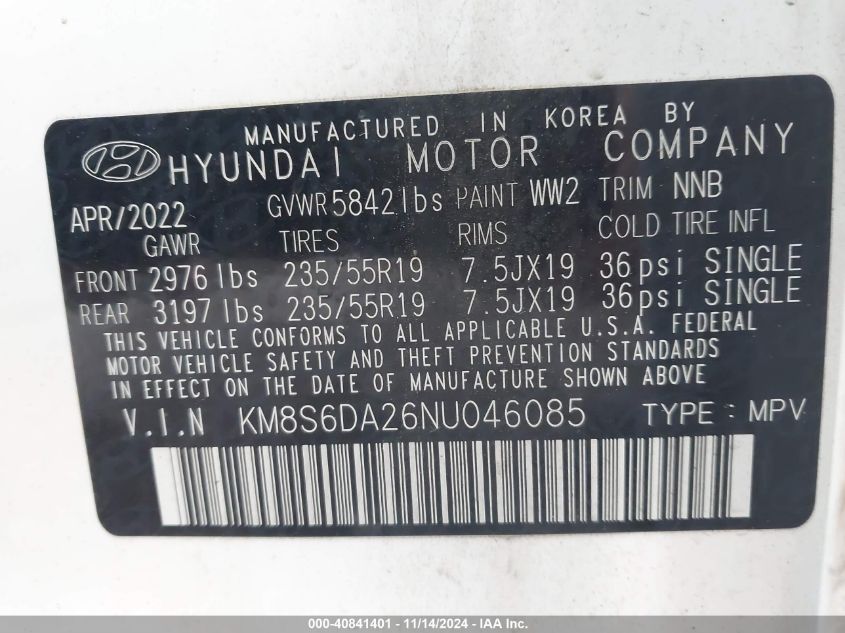 MANUFACTURED IN KOREA BY
HYUNDAI MOTOR COMPANY
APR/2022 GVWR 5842 lbs PAINT WW2 TRIM NNB
GAWR TIRES RIMS COLD TIRE INFL
FRONT 2976 lbs 235/55R19 7.5JX19 36psi SINGLE
REAR 3197 lbs 235/55R19 7.5JX19 36psi SINGLE
THIS VEHICLE CONFORMS TO ALL APPLICABLE U.S.A. FEDERAL
MOTOR VEHICLE SAFETY AND THEFT PREVENTION STANDARDS
IN EFFECT ON THE DATE OF MANUFACTURE SHOWN ABOVE
V.I.N KM8S6DA26NU046085 TYPE : MPV
000-40841401 - 11/14/2024 - IAA Inc.